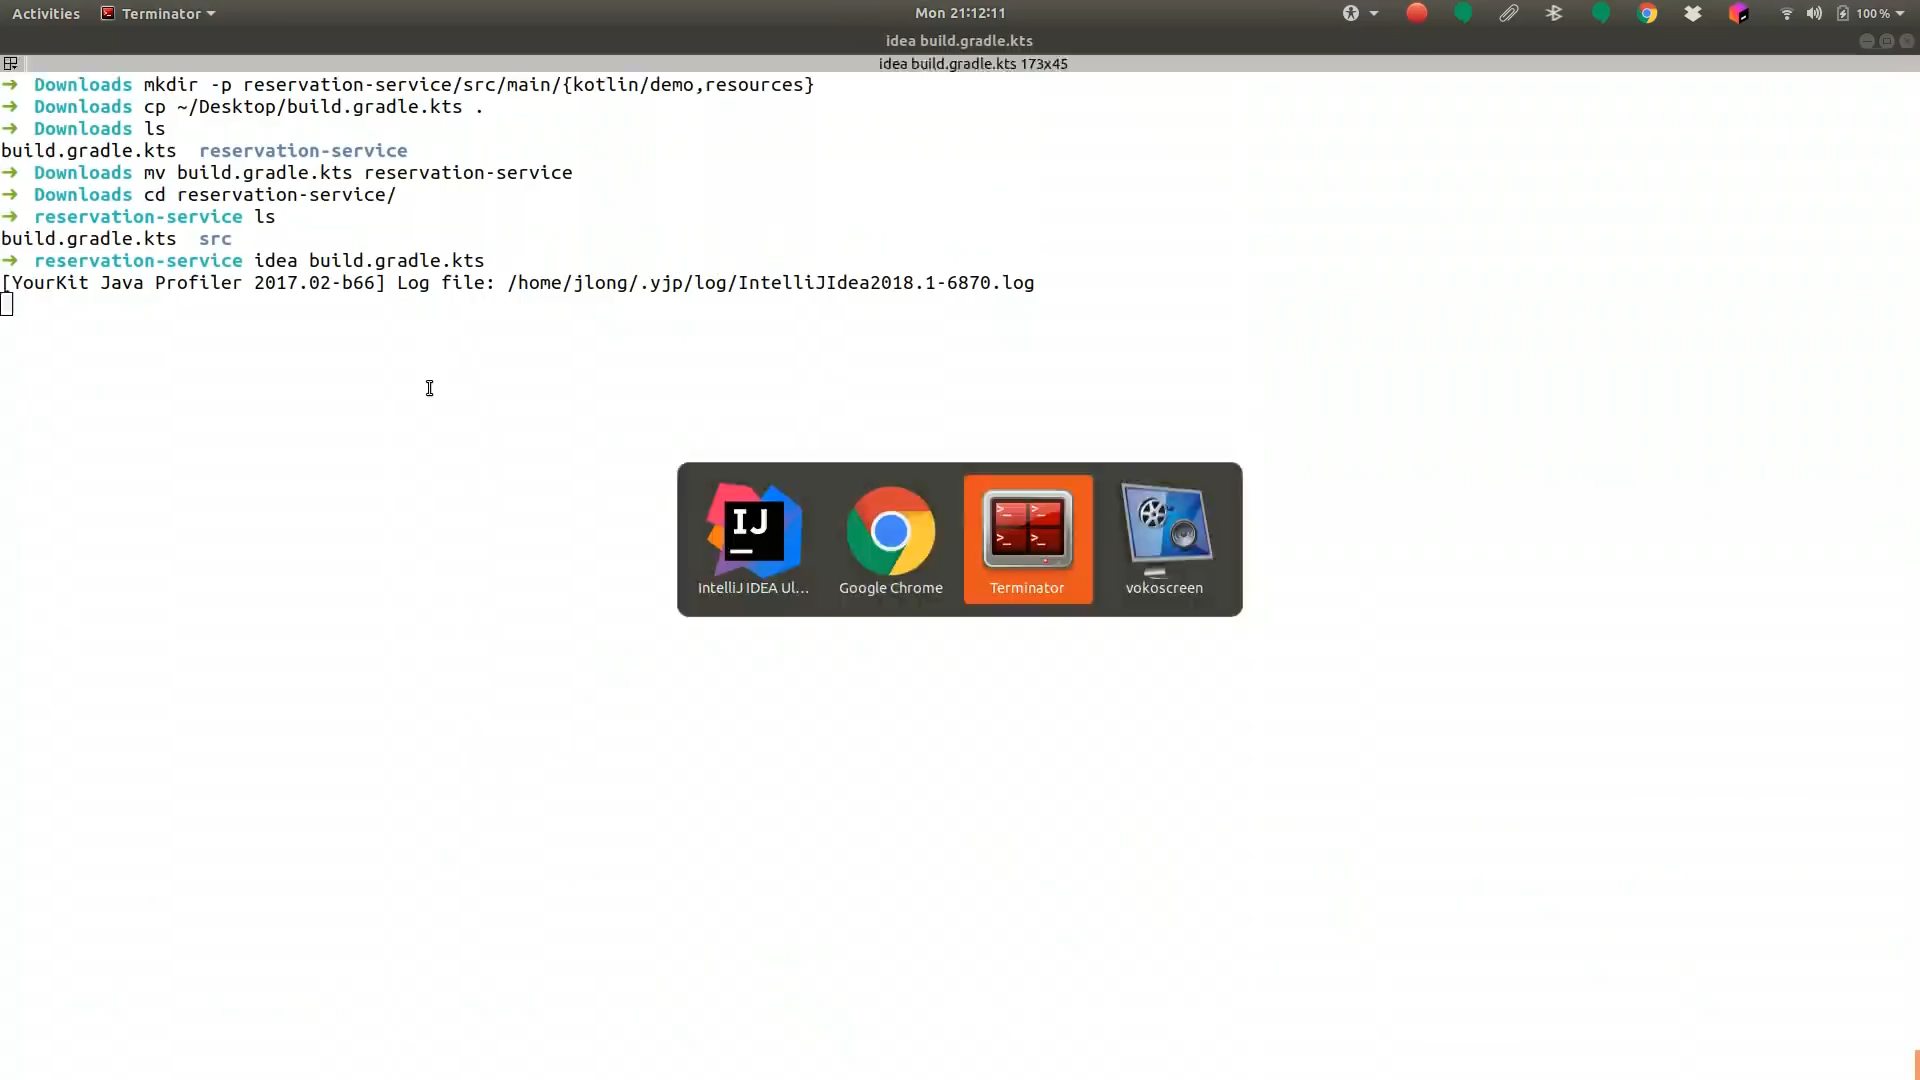 Activities Terminator Mon 21:12:11 100 %
idea build.gradle.kts
idea build.gradle.kts 173x45
➜ Downloads mkdir -p reservation-service/src/main/{kotlin/demo,resources}
➜ Downloads cp ~/Desktop/build.gradle.kts .
➜ Downloads ls
build.gradle.kts reservation-service
➜ Downloads mv build.gradle.kts reservation-service
➜ Downloads cd reservation-service/
➜ reservation-service ls
build.gradle.kts src
➜ reservation-service idea build.gradle.kts
[YourKit Java Profiler 2017.02-b66] Log file: /home/jlong/.yjp/log/IntelliJIdea2018.1-6870.log
IJ
IntelliJ IDEA Ul... Google Chrome Terminator vokoscreen